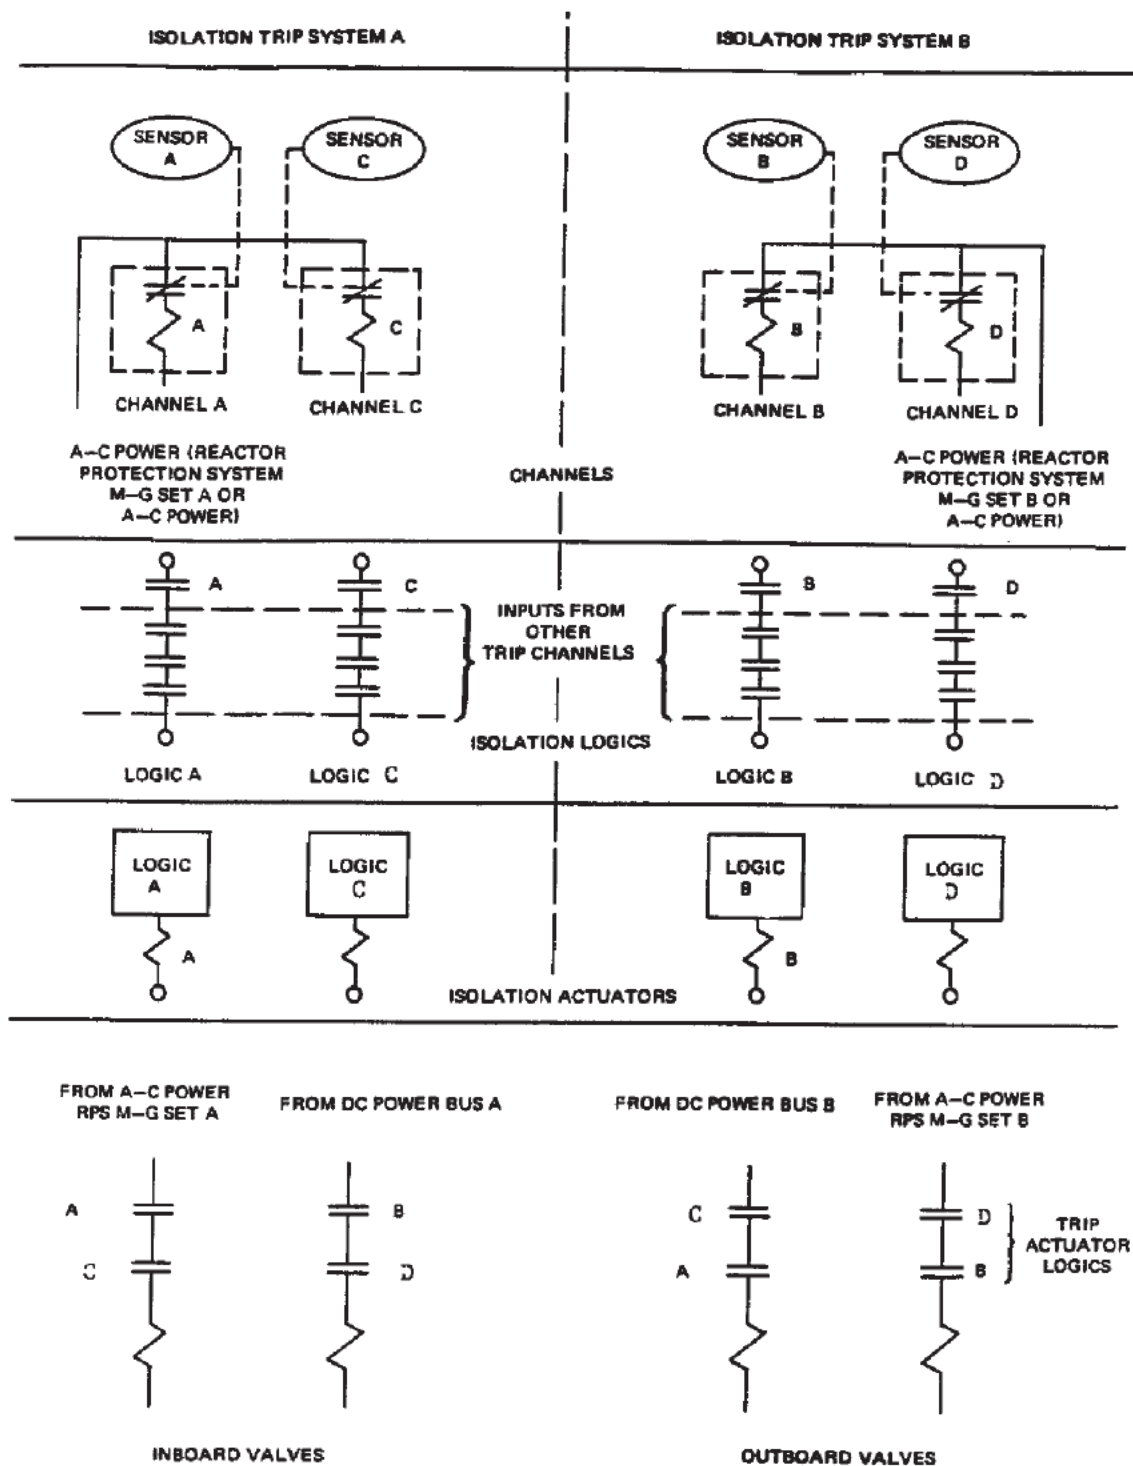 ISOLATION TRIP SYSTEM A
ISOLATION TRIP SYSTEM B
SENSOR
A
SENSOR
C
SENSOR
B
SENSOR
D
A
C
B
D
CHANNEL A
CHANNEL C
CHANNEL B
CHANNEL D
A-C POWER (REACTOR
PROTECTION SYSTEM
M-G SET A OR
A-C POWER)
CHANNELS
A-C POWER (REACTOR
PROTECTION SYSTEM
M-G SET B OR
A-C POWER)
A
C
B
D
INPUTS FROM
OTHER
TRIP CHANNELS
ISOLATION LOGICS
LOGIC A
LOGIC C
LOGIC B
LOGIC D
LOGIC
A
LOGIC
C
LOGIC
B
LOGIC
D
A
B
ISOLATION ACTUATORS
FROM A-C POWER
RPS M-G SET A
FROM DC POWER BUS A
FROM DC POWER BUS B
FROM A-C POWER
RPS M-G SET B
A
B
C
D
C
D
A
B
TRIP
ACTUATOR
LOGICS
INBOARD VALVES
OUTBOARD VALVES